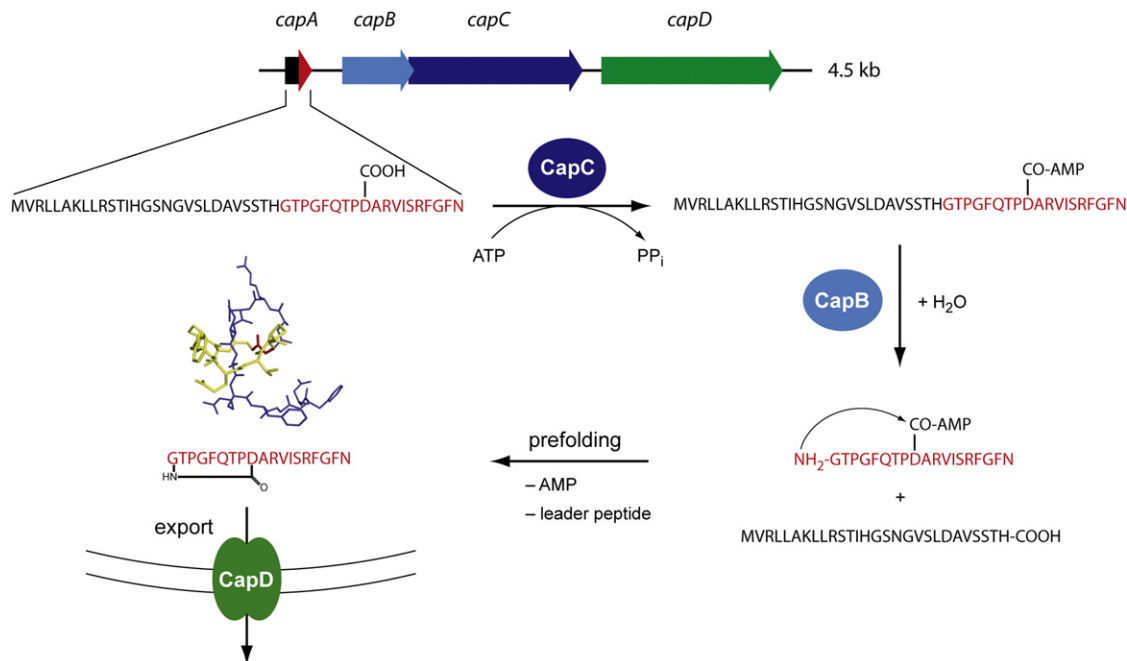 capA capB capC capD
4.5 kb
COOH
CapC
CO-AMP
MVRLLAKLLRSTIHGSNGVSLDAVSSTHGTPGFQTPDARVISRFGFN
MVRLLAKLLRSTIHGSNGVSLDAVSSTHGTPGFQTPDARVISRFGFN
ATP
PPi
CapB
+ H2O
CO-AMP
prefolding
NH2-GTPGFQTPDARVISRFGFN
GTPGFQTPDARVISRFGFN
HN
O
– AMP
– leader peptide
+
export
MVRLLAKLLRSTIHGSNGVSLDAVSSTH-COOH
CapD